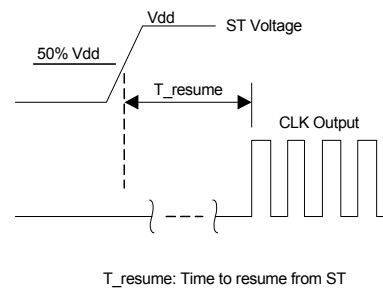 Vdd
ST Voltage
50% Vdd
T_resume
CLK Output
T_resume: Time to resume from ST